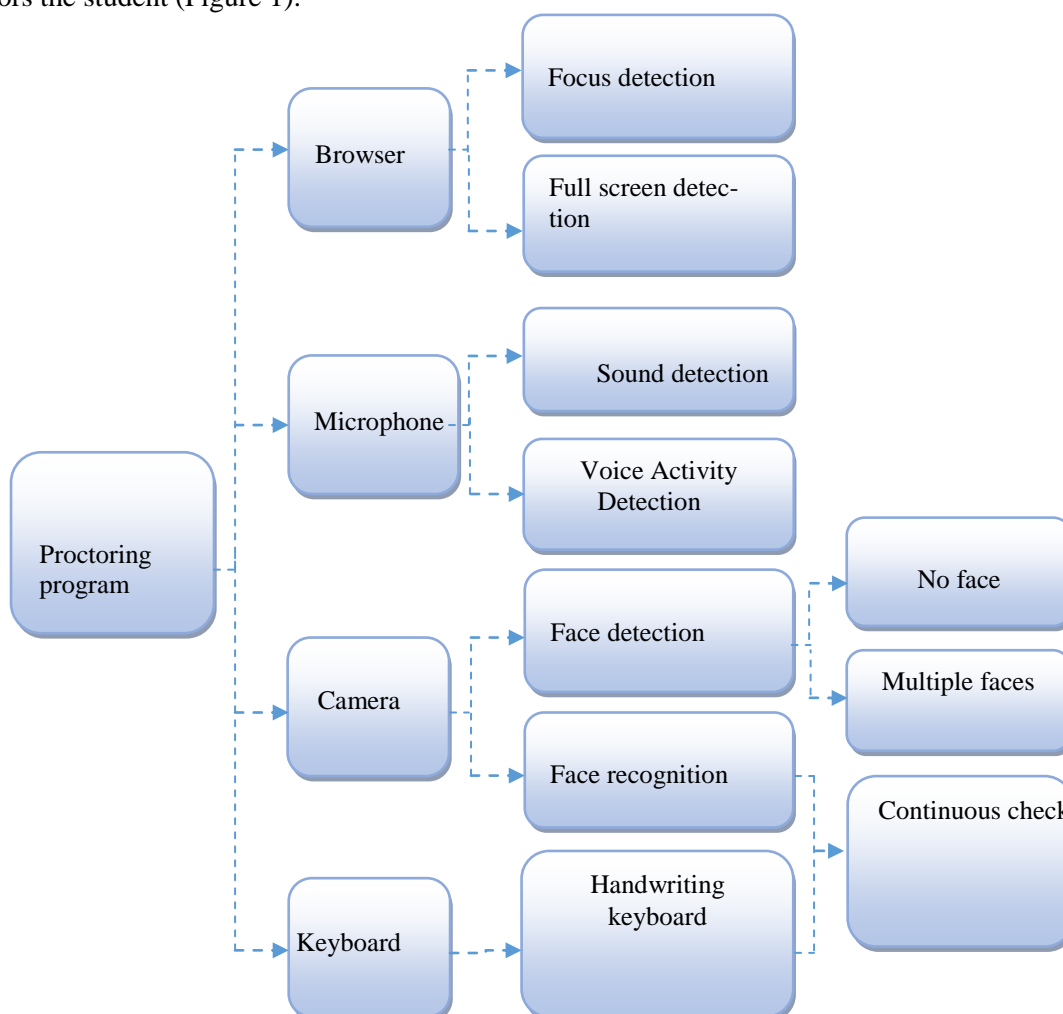 ors the student (Figure 1).
Focus detection
Browser
Full screen detec-
tion
Sound detection
Microphone
Voice Activity
Detection
Proctoring
program
No face
Face detection
Multiple faces
Camera
Face recognition
Continuous check
Handwriting
keyboard
Keyboard